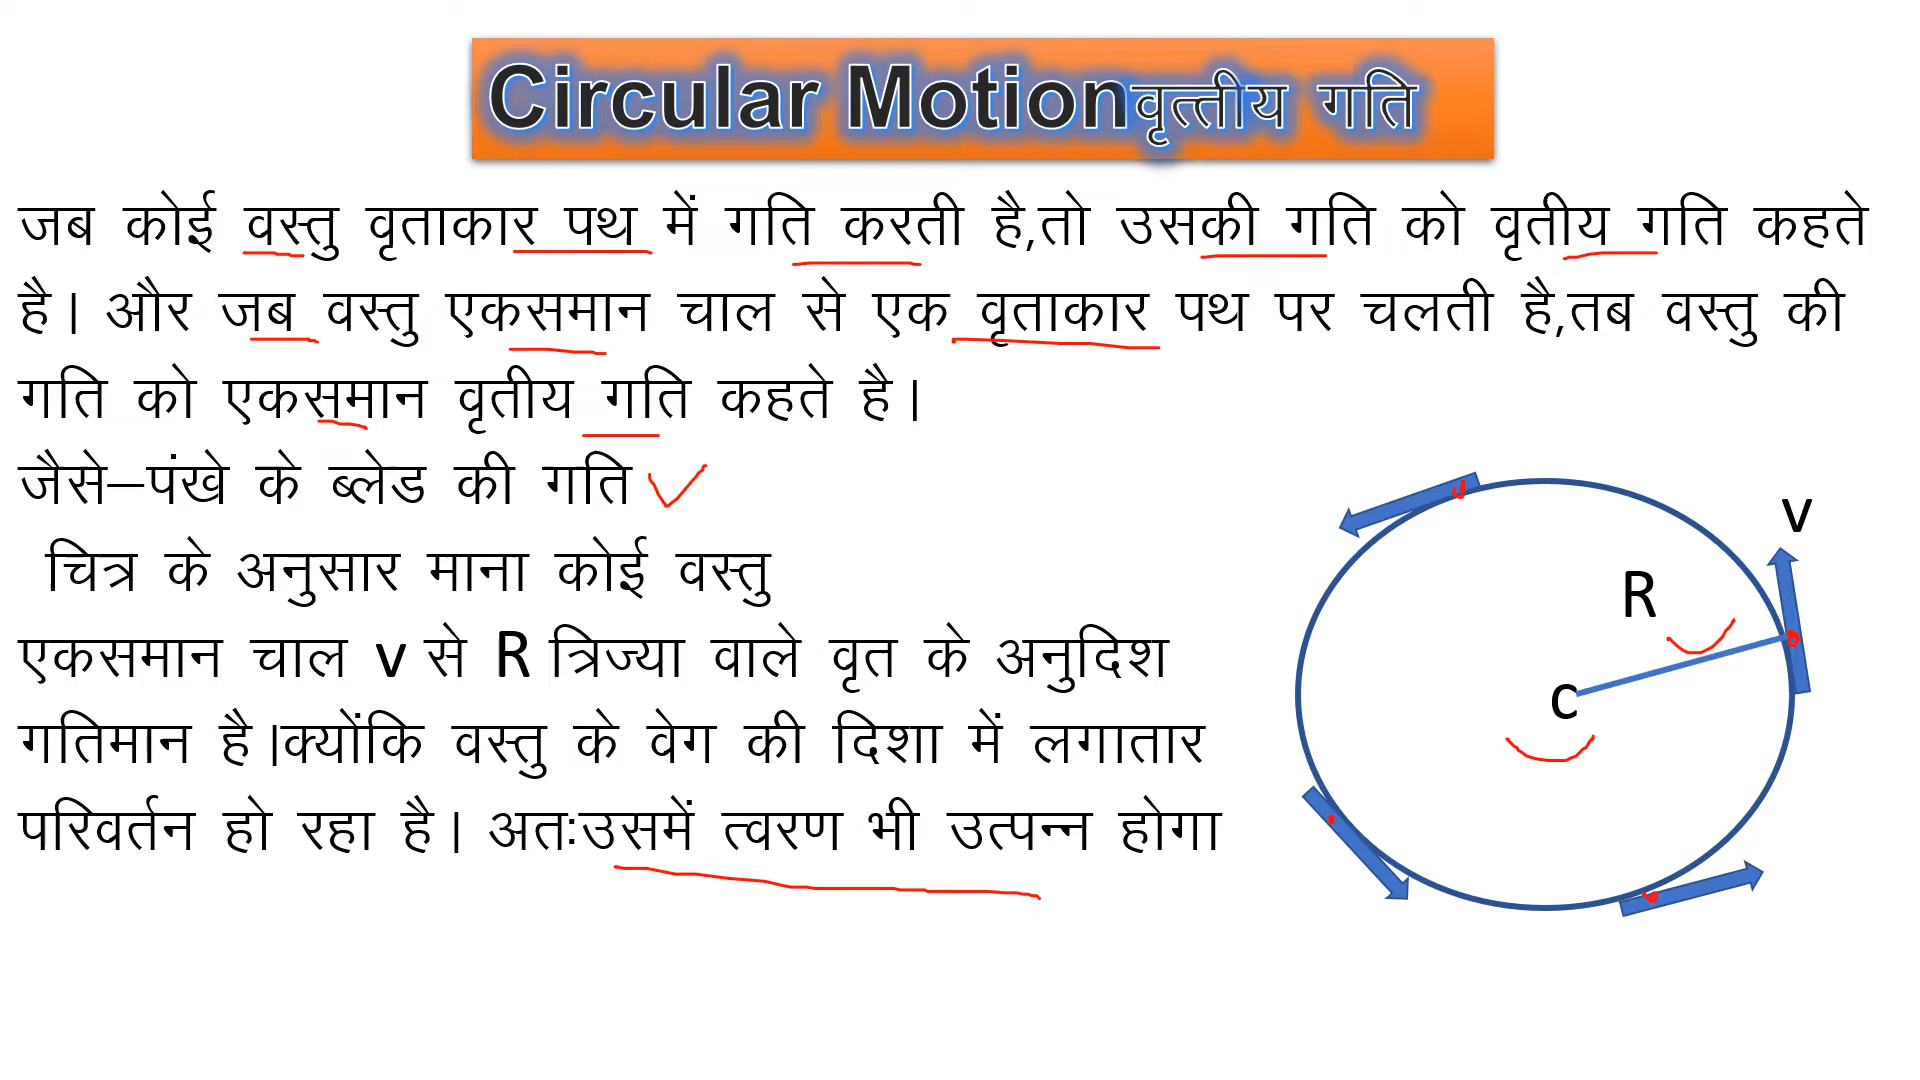 Circular Motionवृत्तीय गति
जब कोई वस्तु वृताकार पथ में गति करती है,तो उसकी गति को वृतीय गति कहते
है। और जब वस्तु एकसमान चाल से एक वृताकार पथ पर चलती है,तब वस्तु की
गति को एकसमान वृतीय गति कहते है।
जैसे–पंखे के ब्लेड की गति
चित्र के अनुसार माना कोई वस्तु
एकसमान चाल v से R त्रिज्या वाले वृत के अनुदिश
गतिमान है।क्योंकि वस्तु के वेग की दिशा में लगातार
परिवर्तन हो रहा है। अतःउसमें त्वरण भी उत्पन्न होगा
v
R
c